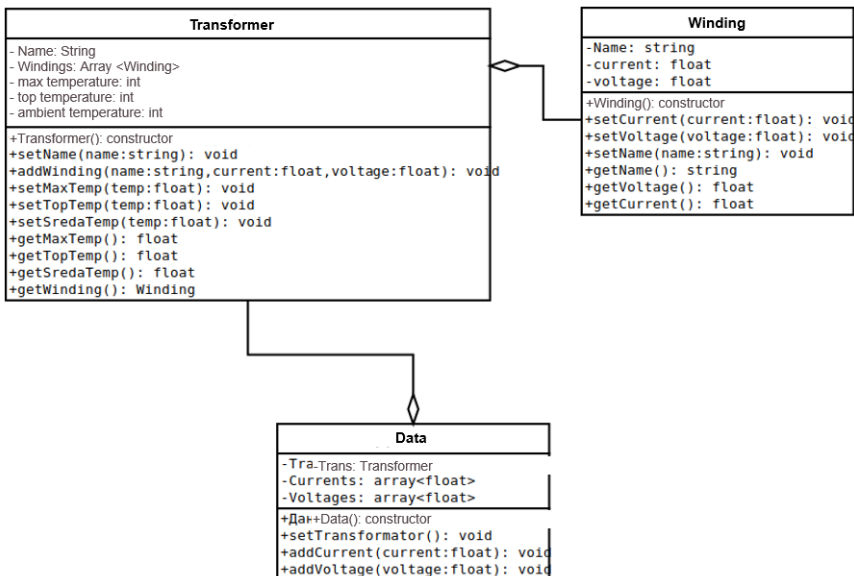 Transformer
- Name: String
- Windings: Array <Winding>
- max temperature: int
- top temperature: int
- ambient temperature: int
+Transformer(): constructor
+setName(name:string): void
+addWinding(name:string,current:float,voltage:float): void
+setMaxTemp(temp:float): void
+setTopTemp(temp:float): void
+setSredaTemp(temp:float): void
+getMaxTemp(): float
+getTopTemp(): float
+getSredaTemp(): float
+getWinding(): Winding
Winding
-Name: string
-current: float
-voltage: float
+Winding(): constructor
+setCurrent(current:float): void
+setVoltage(voltage:float): void
+setName(name:string): void
+getName(): string
+getVoltage(): float
+getCurrent(): float
Data
-Tra-Trans: Transformer
-Currents: array<float>
-Voltages: array<float>
+Дан+Data(): constructor
+setTransformator(): void
+addCurrent(current:float): void
+addVoltage(voltage:float): void